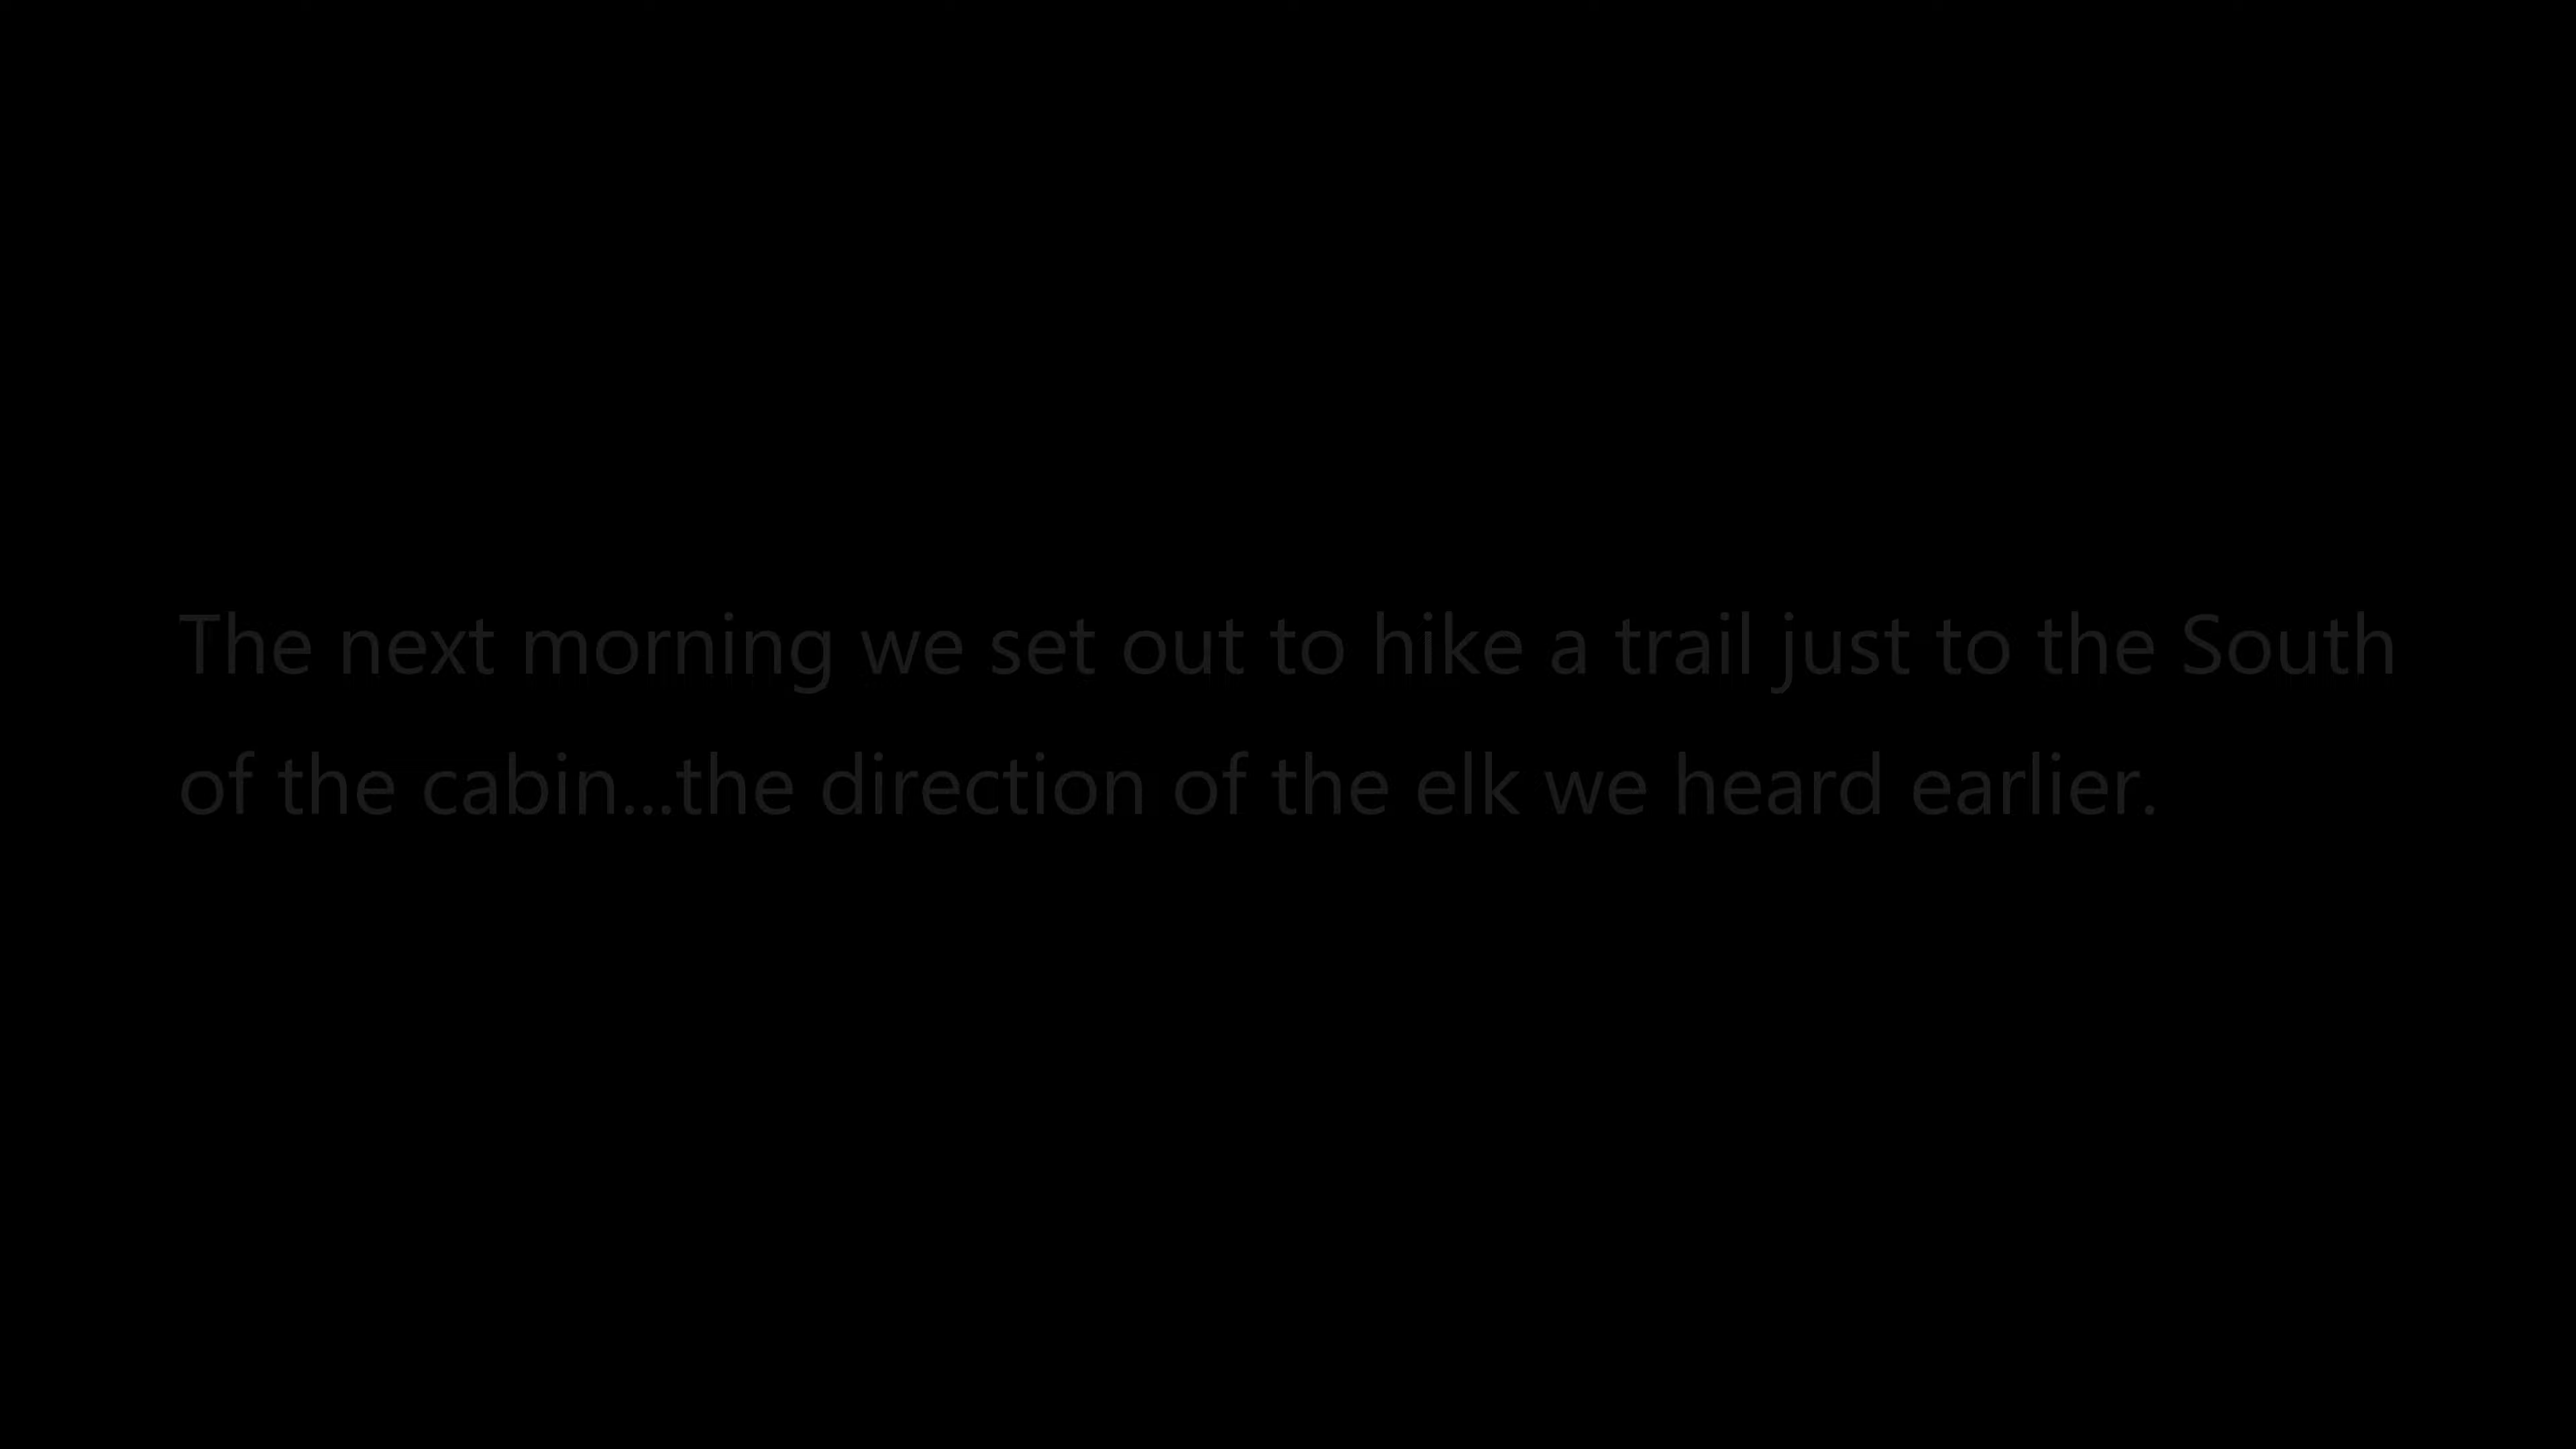 The next morning we set out to hike a trail just to the South
of the cabin...the direction of the elk we heard earlier.